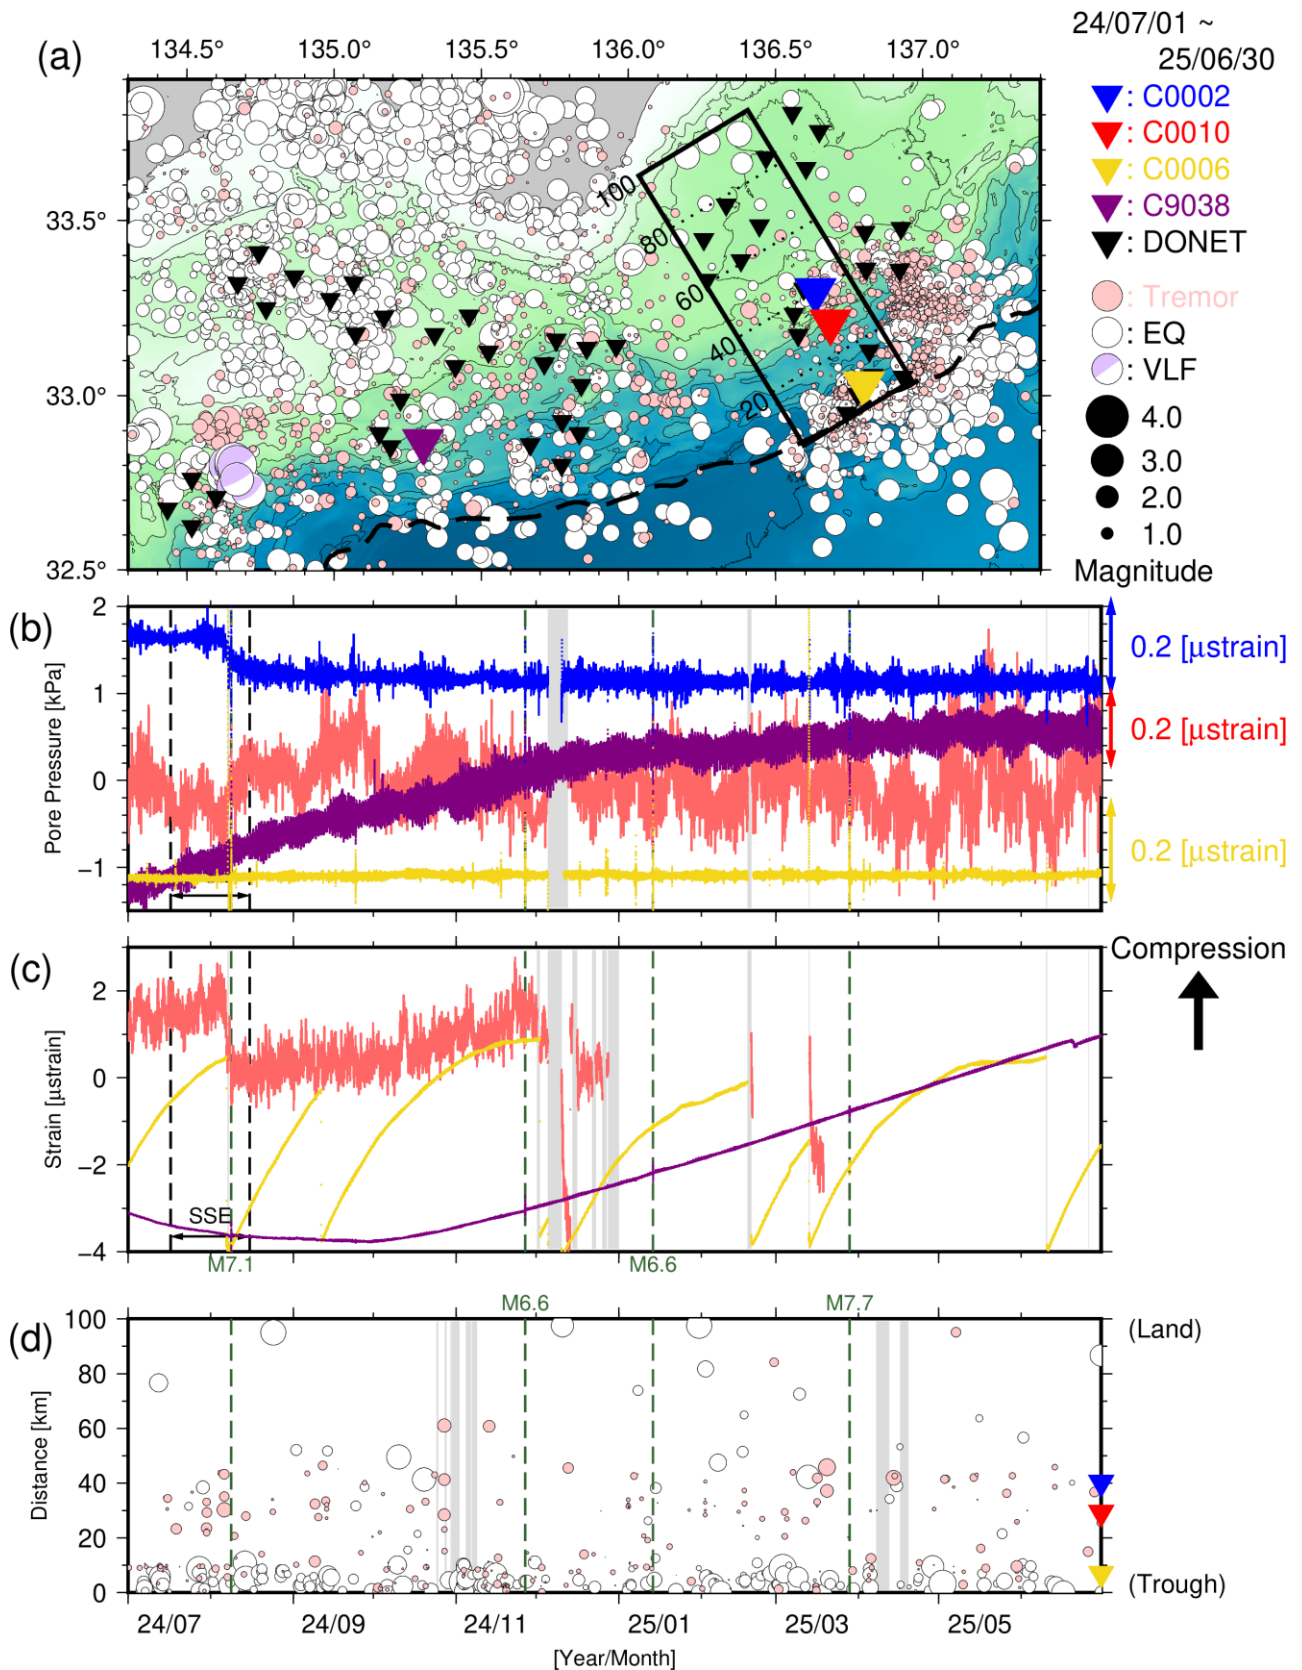 (a)
134.5° 135.0° 135.5° 136.0° 136.5° 137.0°
24/07/01 ~
25/06/30
: C0002
: C0010
: C0006
: C9038
: DONET
: Tremor
: EQ
: VLF
4.0
3.0
2.0
1.0
Magnitude
33.5°
33.0°
32.5°
100
80
60
40
20
(b)
Pore Pressure [kPa]
2
1
0
−1
0.2 [μstrain]
0.2 [μstrain]
0.2 [μstrain]
(c)
Strain [μstrain]
2
0
−2
−4
SSE
Compression
M7.1
M6.6
M6.6
M7.7
(d)
Distance [km]
100
80
60
40
20
0
(Land)
(Trough)
24/07 24/09 24/11 25/01 25/03 25/05
[Year/Month]